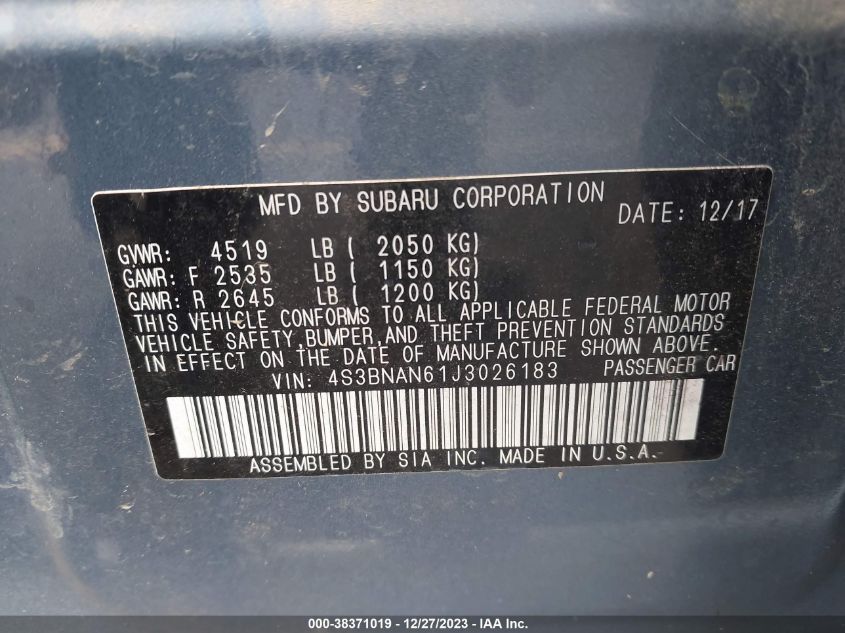 MFD BY SUBARU CORPORATION DATE: 12/17
GVWR: 4519 LB ( 2050 KG)
GAWR: F 2535 LB ( 1150 KG)
GAWR: R 2645 LB ( 1200 KG)
THIS VEHICLE CONFORMS TO ALL APPLICABLE FEDERAL MOTOR
VEHICLE SAFETY, BUMPER, AND THEFT PREVENTION STANDARDS
IN EFFECT ON THE DATE OF MANUFACTURE SHOWN ABOVE.
VIN: 4S3BNAN61J3026183 PASSENGER CAR
ASSEMBLED BY SIA INC. MADE IN U.S.A.
000-38371019 - 12/27/2023 - IAAI.com